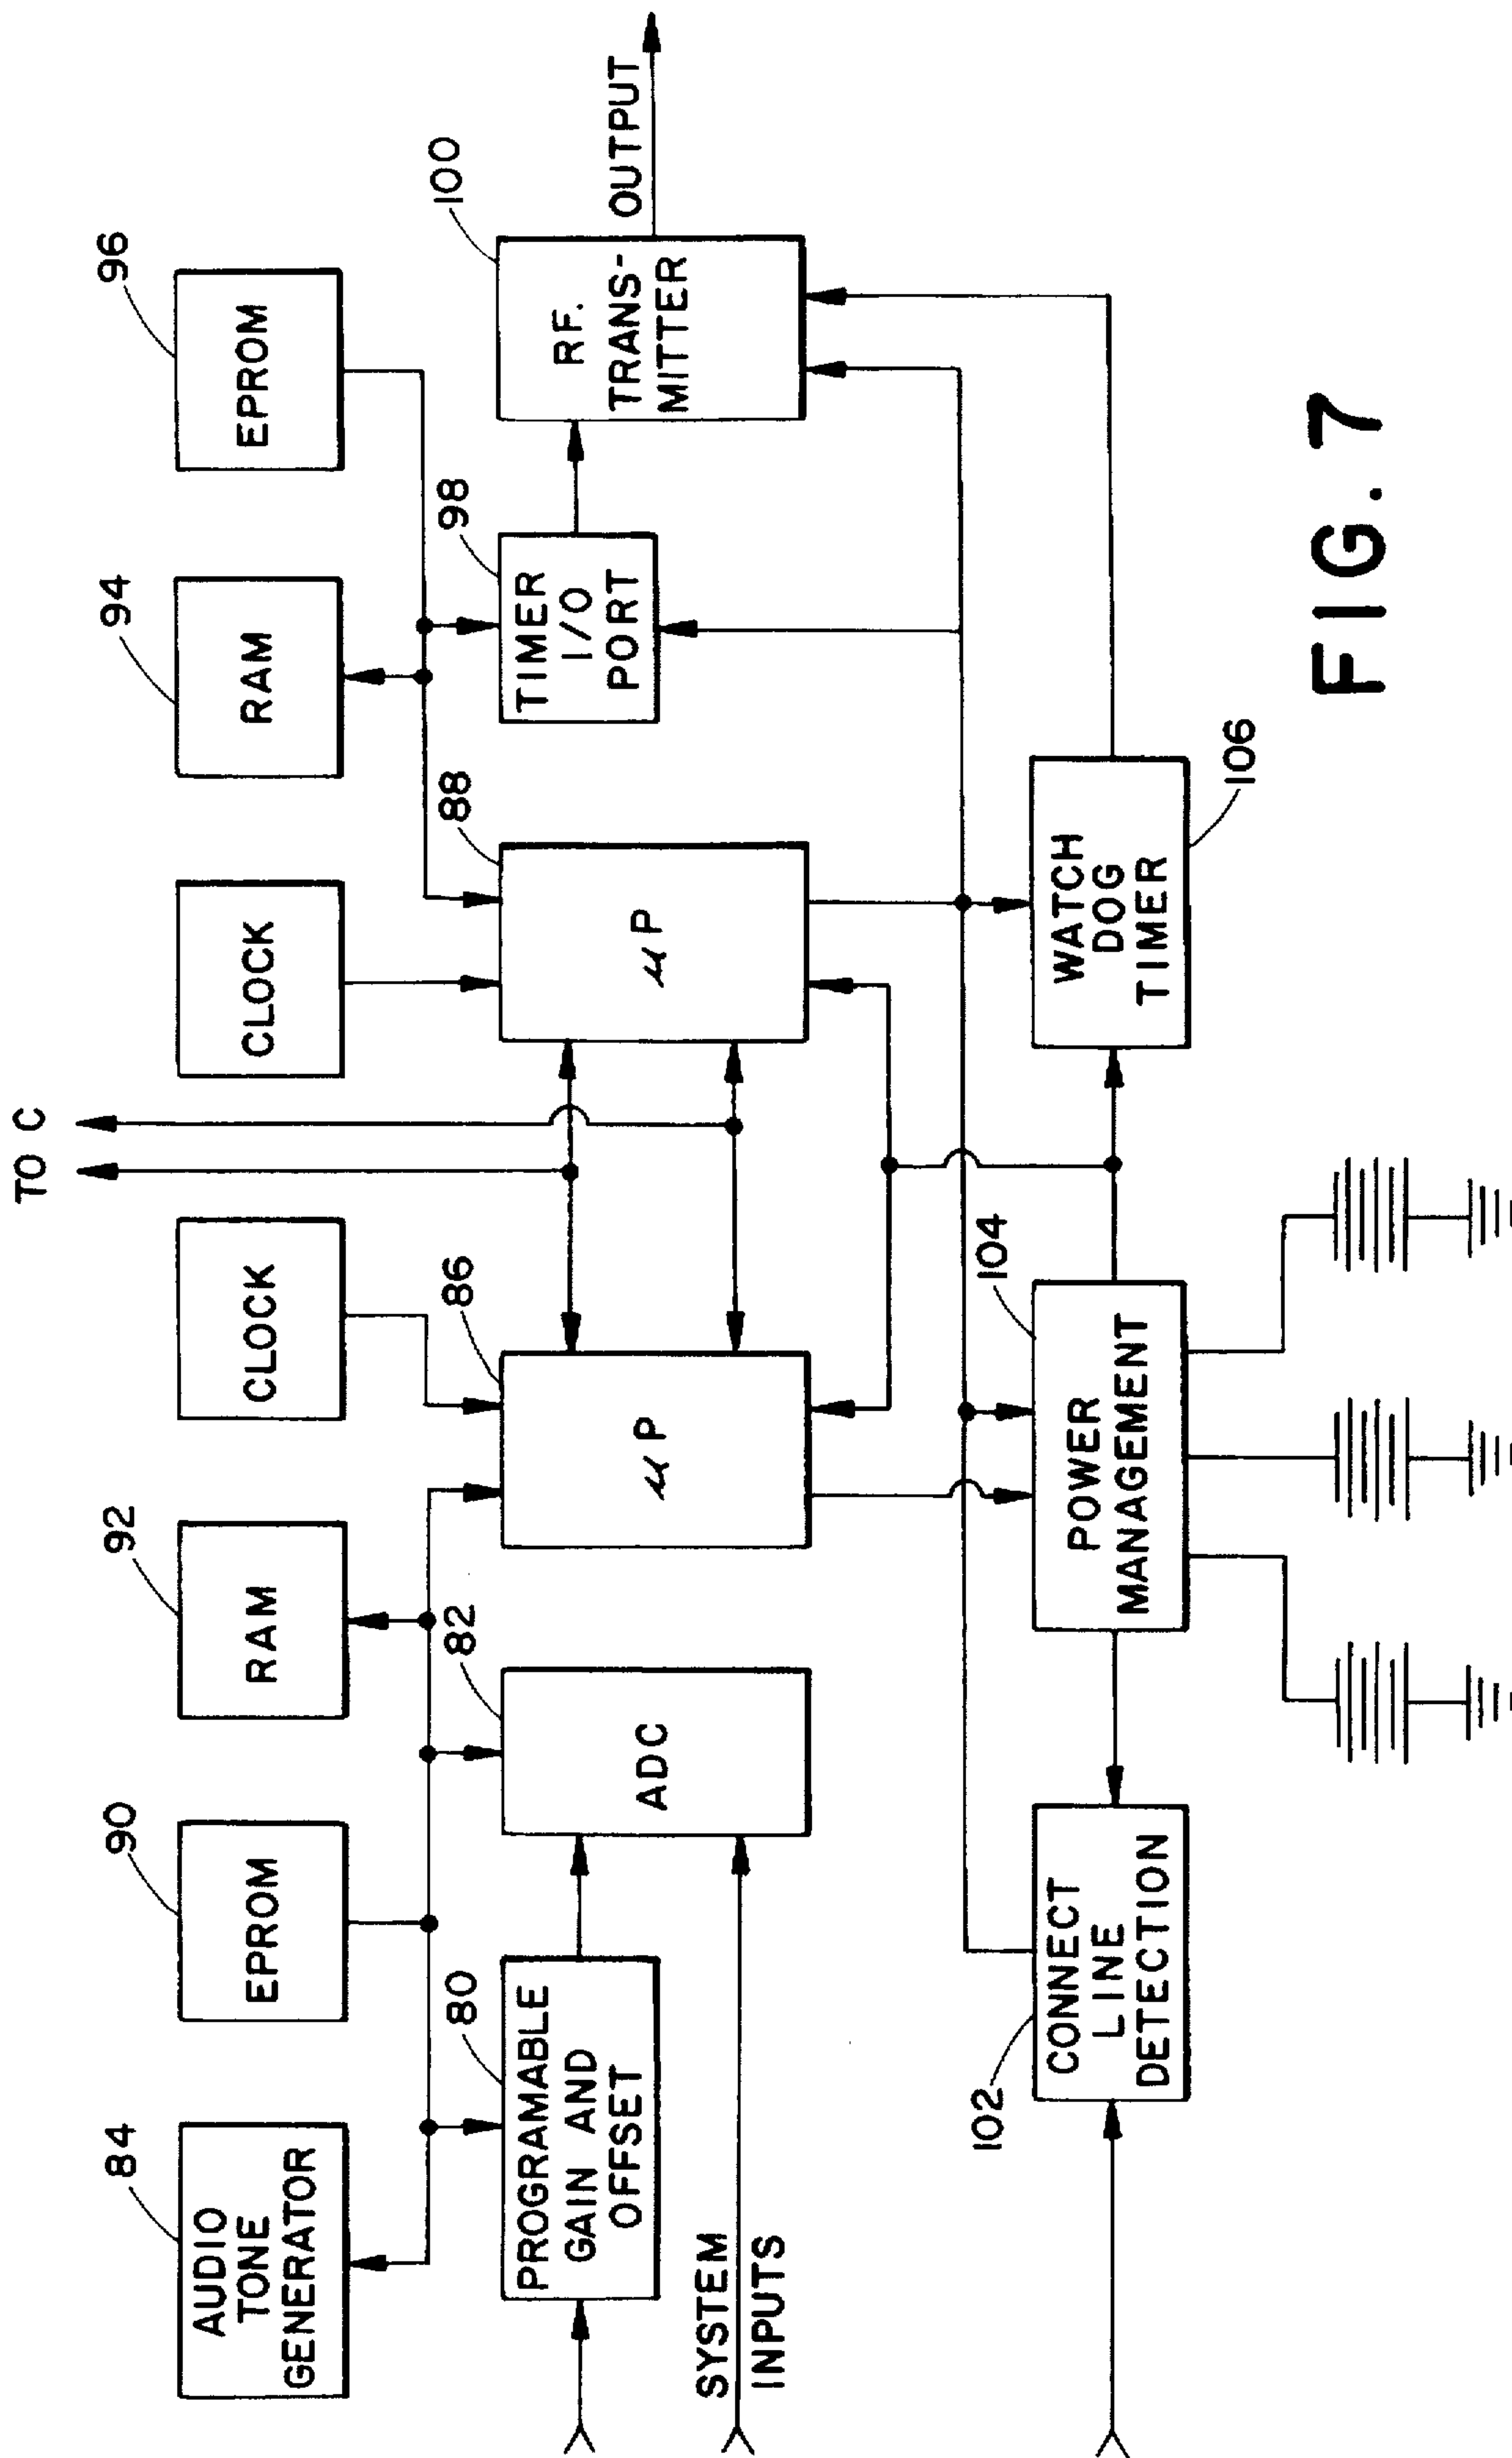 TO C
84
90
92
94
96
AUDIO
TONE
GENERATOR
EPROM
RAM
CLOCK
CLOCK
RAM
EPROM
80
82
86
88
98
100
PROGRAMABLE
GAIN AND
OFFSET
ADC
μP
μP
TIMER
I/O
PORT
RF.
TRANS-
MITTER
OUTPUT
SYSTEM
INPUTS
102
104
CONNECT
LINE
DETECTION
POWER
MANAGEMENT
WATCH
DOG
TIMER
106
FIG. 7